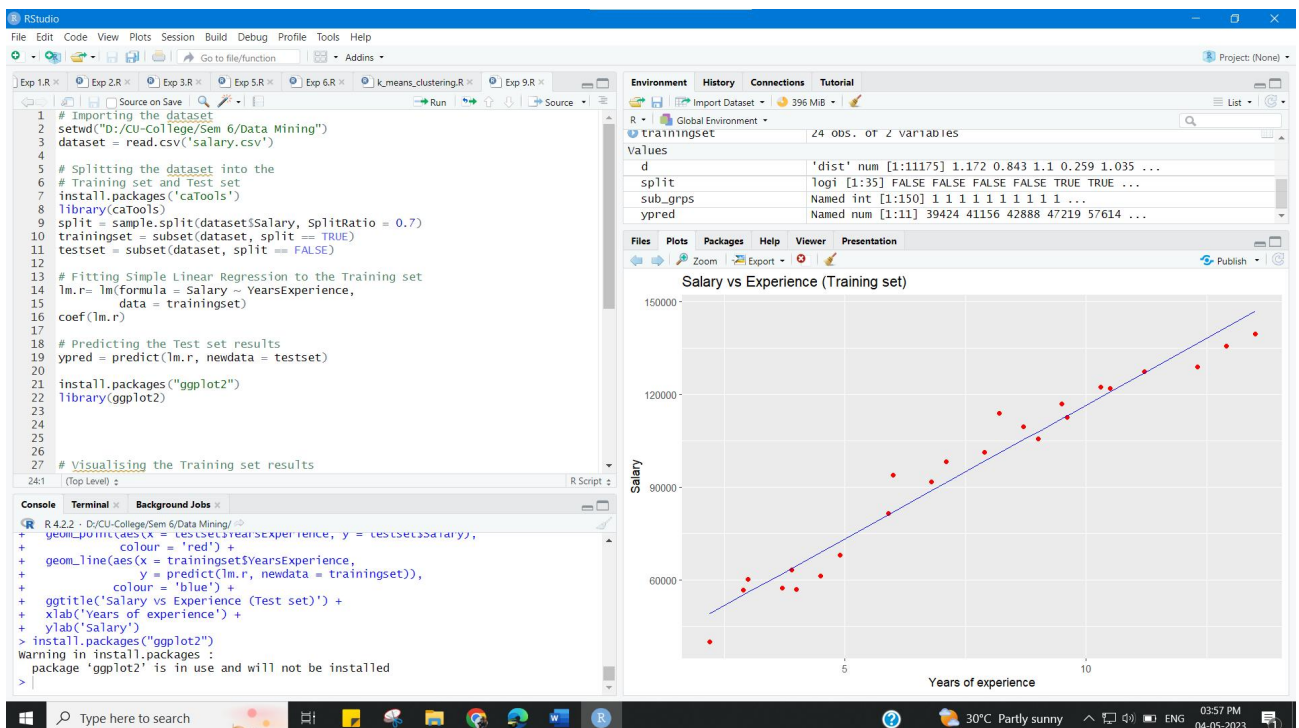 RStudio
File Edit Code View Plots Session Build Debug Profile Tools Help
Go to file/function
Addins
Project: (None)
Exp 1.R
Exp 2.R
Exp 3.R
Exp 5.R
Exp 6.R
k_means_clustering.R
Exp 9.R
Source on Save
Run
Source
1 # Importing the dataset
2 setwd("D:/CU-College/Sem 6/Data Mining")
3 dataset = read.csv('salary.csv')
4
5 # Splitting the dataset into the
6 # Training set and Test set
7 install.packages('caTools')
8 library(caTools)
9 split = sample.split(dataset$Salary, SplitRatio = 0.7)
10 trainingset = subset(dataset, split == TRUE)
11 testset = subset(dataset, split == FALSE)
12
13 # Fitting Simple Linear Regression to the Training set
14 lm.r= lm(formula = Salary ~ YearsExperience,
15 data = trainingset)
16 coef(lm.r)
17
18 # Predicting the Test set results
19 ypred = predict(lm.r, newdata = testset)
20
21 install.packages("ggplot2")
22 library(ggplot2)
23
24
25
26
27 # Visualising the Training set results
24:1 (Top Level) R Script
Console Terminal Background Jobs
R 4.2.2 · D:/CU-College/Sem 6/Data Mining/
+ geom_point(aes(x = testset$YearsExperience, y = testset$Salary),
+ colour = 'red') +
+ geom_line(aes(x = trainingset$YearsExperience,
+ y = predict(lm.r, newdata = trainingset)),
+ colour = 'blue') +
+ ggtitle('Salary vs Experience (Test set)') +
+ xlab('Years of experience') +
+ ylab('Salary')
> install.packages("ggplot2")
Warning in install.packages :
package ‘ggplot2’ is in use and will not be installed
>
Environment History Connections Tutorial
Import Dataset 396 MiB List
R Global Environment
trainingset 24 obs. of 2 variables
Values
d 'dist' num [1:11175] 1.172 0.843 1.1 0.259 1.035 ...
split logi [1:35] FALSE FALSE FALSE FALSE TRUE TRUE ...
sub_grps Named int [1:150] 1 1 1 1 1 1 1 1 1 1 ...
ypred Named num [1:11] 39424 41156 42888 47219 57614 ...
Files Plots Packages Help Viewer Presentation
Zoom Export Publish
Salary vs Experience (Training set)
150000
120000
90000
60000
Salary
5 10
Years of experience
Type here to search
30°C Partly sunny
ENG
03:57 PM
04-05-2023
1